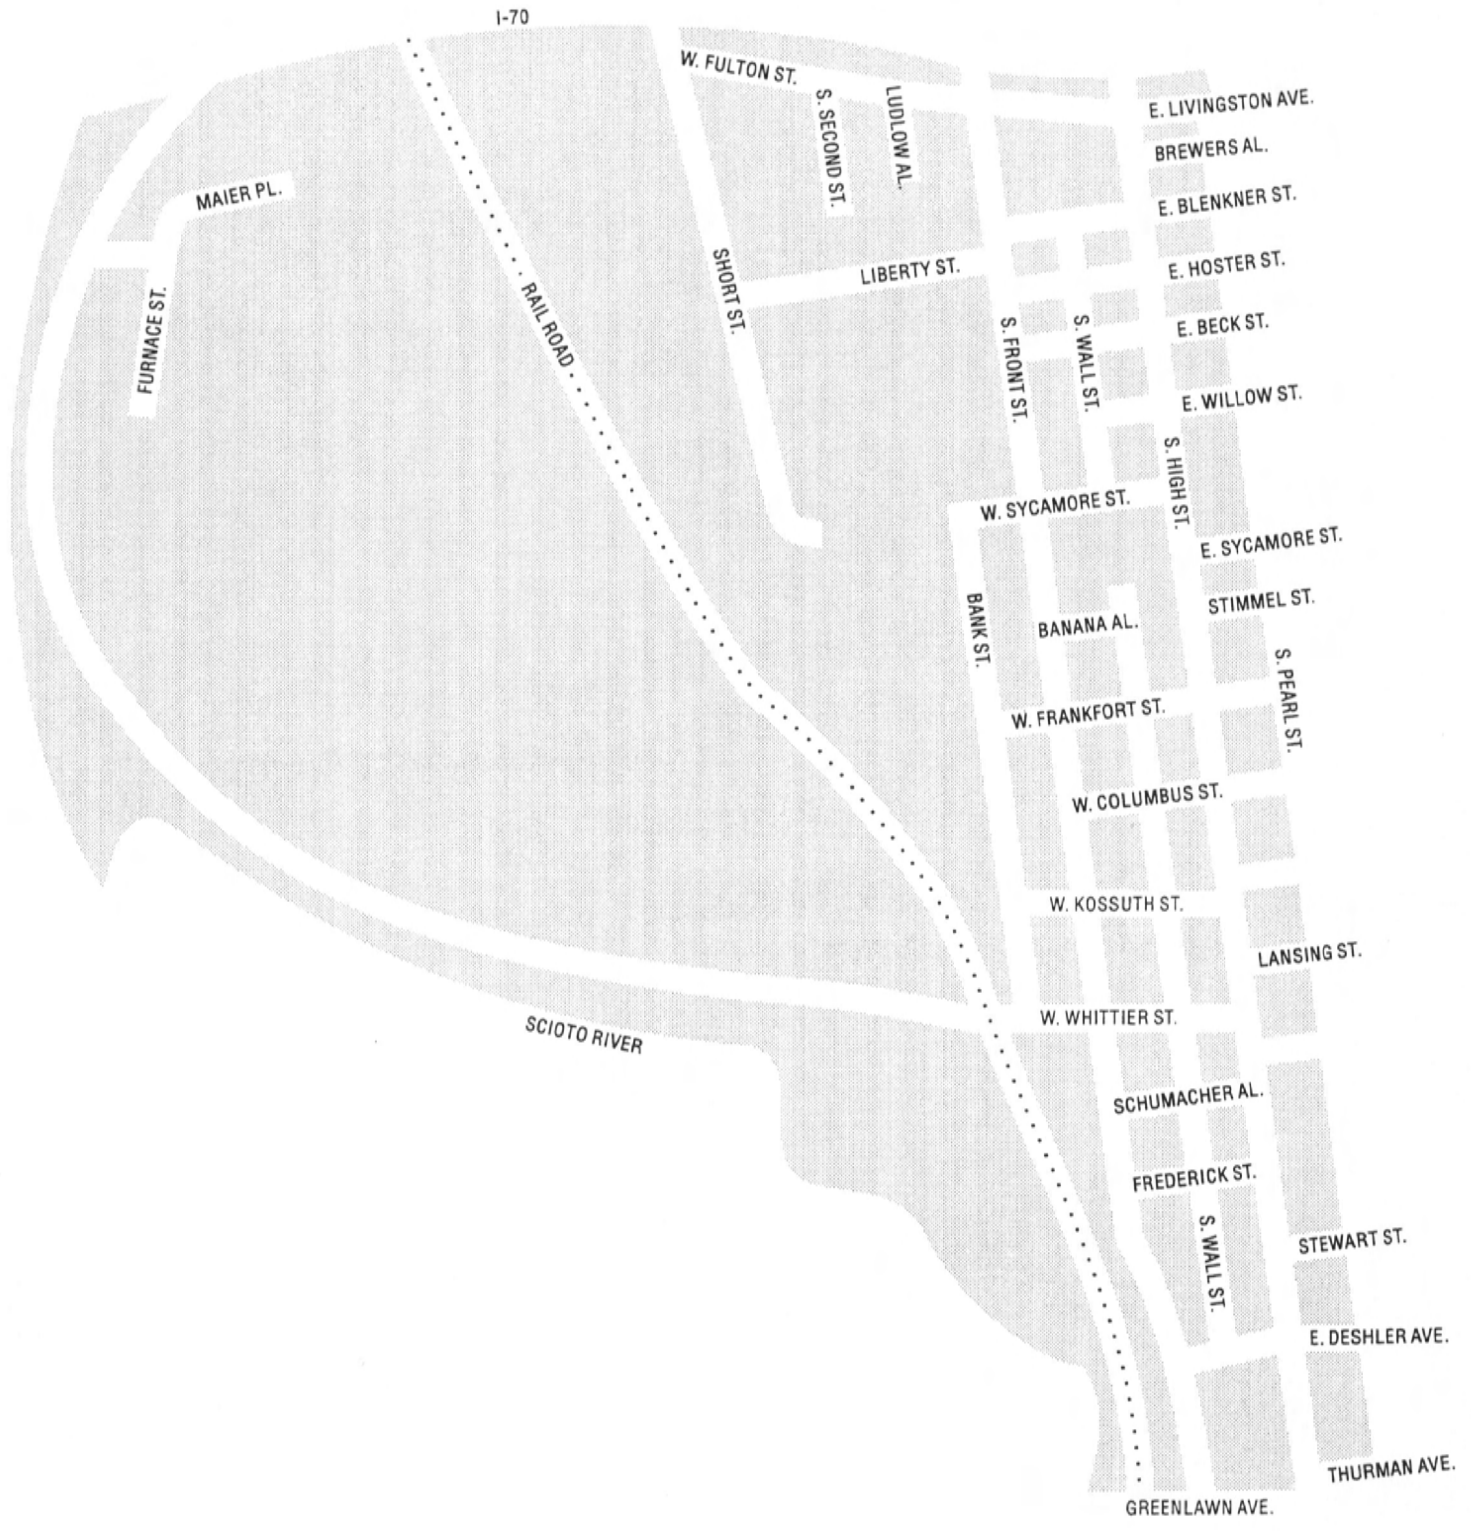 I-70
W. FULTON ST.
S. SECOND ST.
LUDLOW AL.
E. LIVINGSTON AVE.
BREWERS AL.
E. BLENKNER ST.
MAIER PL.
SHORT ST.
LIBERTY ST.
E. HOSTER ST.
FURNACE ST.
RAIL ROAD
S. FRONT ST.
S. WALL ST.
E. BECK ST.
E. WILLOW ST.
S. HIGH ST.
W. SYCAMORE ST.
E. SYCAMORE ST.
BANK ST.
BANANA AL.
STIMMEL ST.
S. PEARL ST.
W. FRANKFORT ST.
W. COLUMBUS ST.
W. KOSSUTH ST.
LANSING ST.
SCIOTO RIVER
W. WHITTIER ST.
SCHUMACHER AL.
FREDERICK ST.
S. WALL ST.
STEWART ST.
E. DESHLER AVE.
THURMAN AVE.
GREENLAWN AVE.